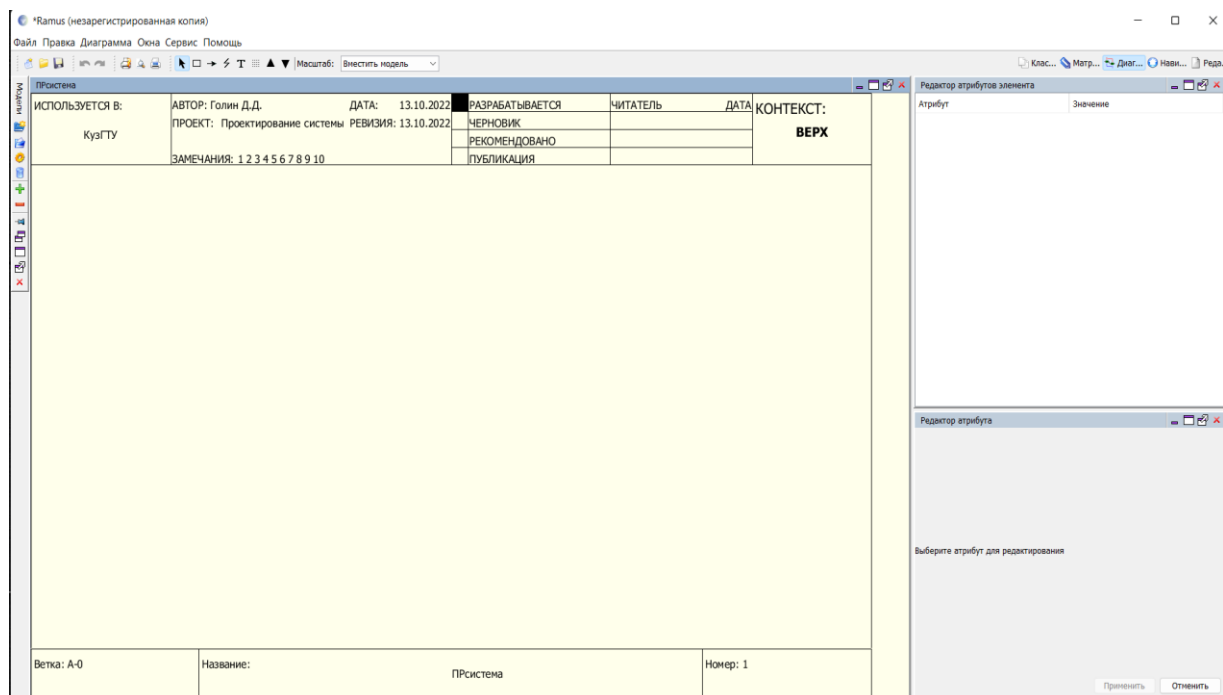 *Ramus (незарегистрированная копия)
Файл Правка Диаграмма Окна Сервис Помощь
Масштаб: Вместить модель
Клас... Матр... Диаг... Нави... Реда.
Модели
ПРсистема
Редактор атрибутов элемента
ИСПОЛЬЗУЕТСЯ В: АВТОР: Голин Д.Д. ДАТА: 13.10.2022 РАЗРАБАТЫВАЕТСЯ ЧИТАТЕЛЬ ДАТА КОНТЕКСТ:
КузГТУ ПРОЕКТ: Проектирование системы РЕВИЗИЯ: 13.10.2022 ЧЕРНОВИК ВЕРХ
РЕКОМЕНДОВАНО
ЗАМЕЧАНИЯ: 1 2 3 4 5 6 7 8 9 10 ПУБЛИКАЦИЯ
Атрибут Значение
Редактор атрибута
Выберите атрибут для редактирования
Ветка: A-0 Название: ПРсистема Номер: 1
Применить Отменить